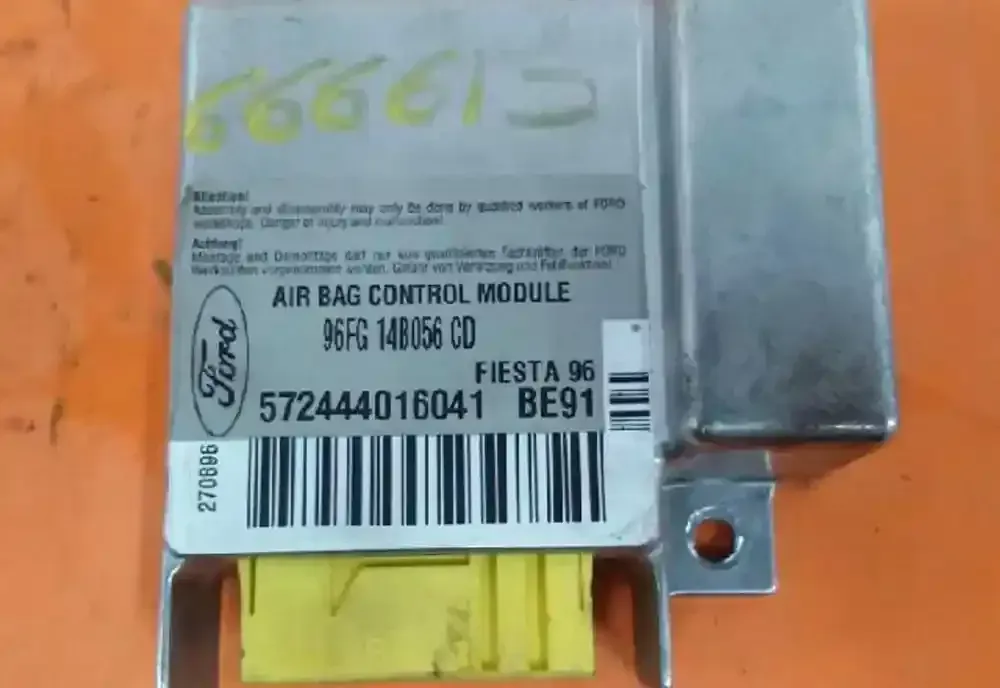 Attention!
Assembly and disassembly may only be done by qualified workers of FORD
workshops. Danger of injury and malfunction!
Achtung!
Montage und Demontage darf nur von qualifizierten Fachkräften der FORD
Werkstätten vorgenommen werden. Gefahr von Verletzung und Fehlfunktion!
AIR BAG CONTROL MODULE
96FG 14B056 CD
Ford
FIESTA 96
572444016041 BE91
270696